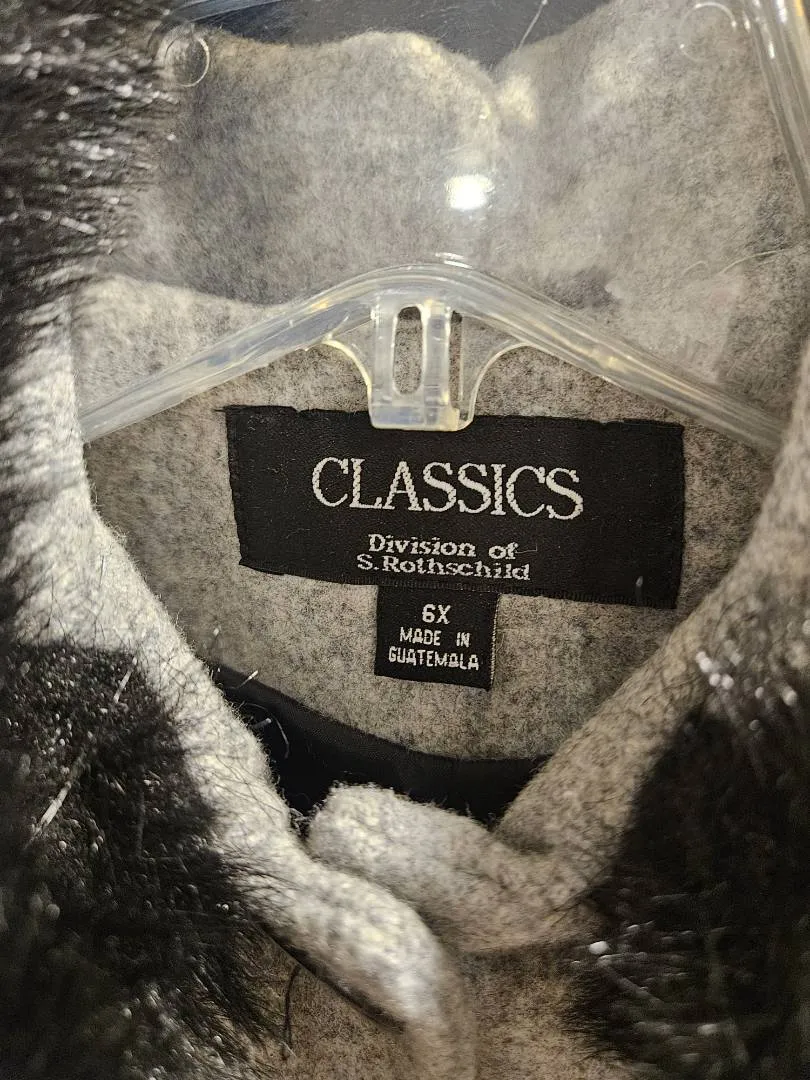 CLASSICS
Division of
S.Rothschild
6X
MADE IN
GUATEMALA